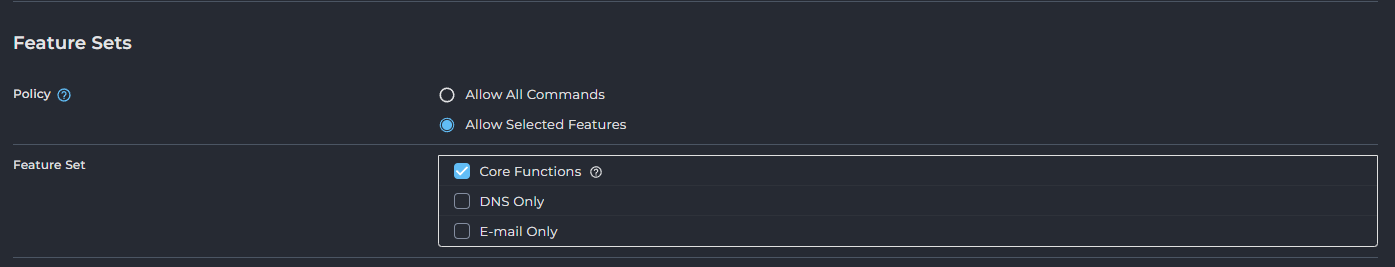 Feature Sets
Policy ?
Allow All Commands
Allow Selected Features
Feature Set
Core Functions ?
DNS Only
E-mail Only